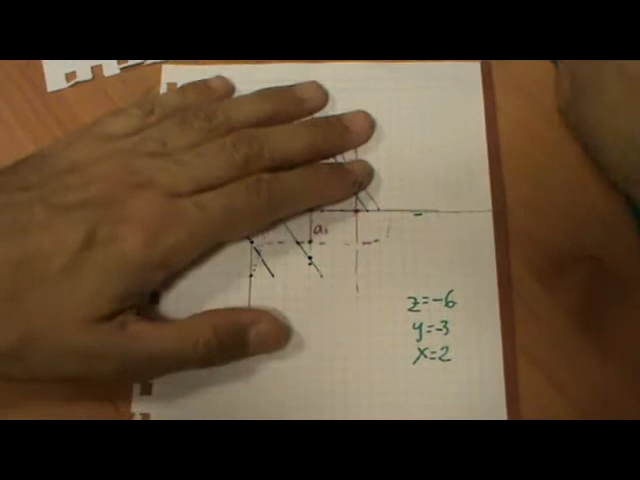 a₁
z=-6
y=-3
x=2